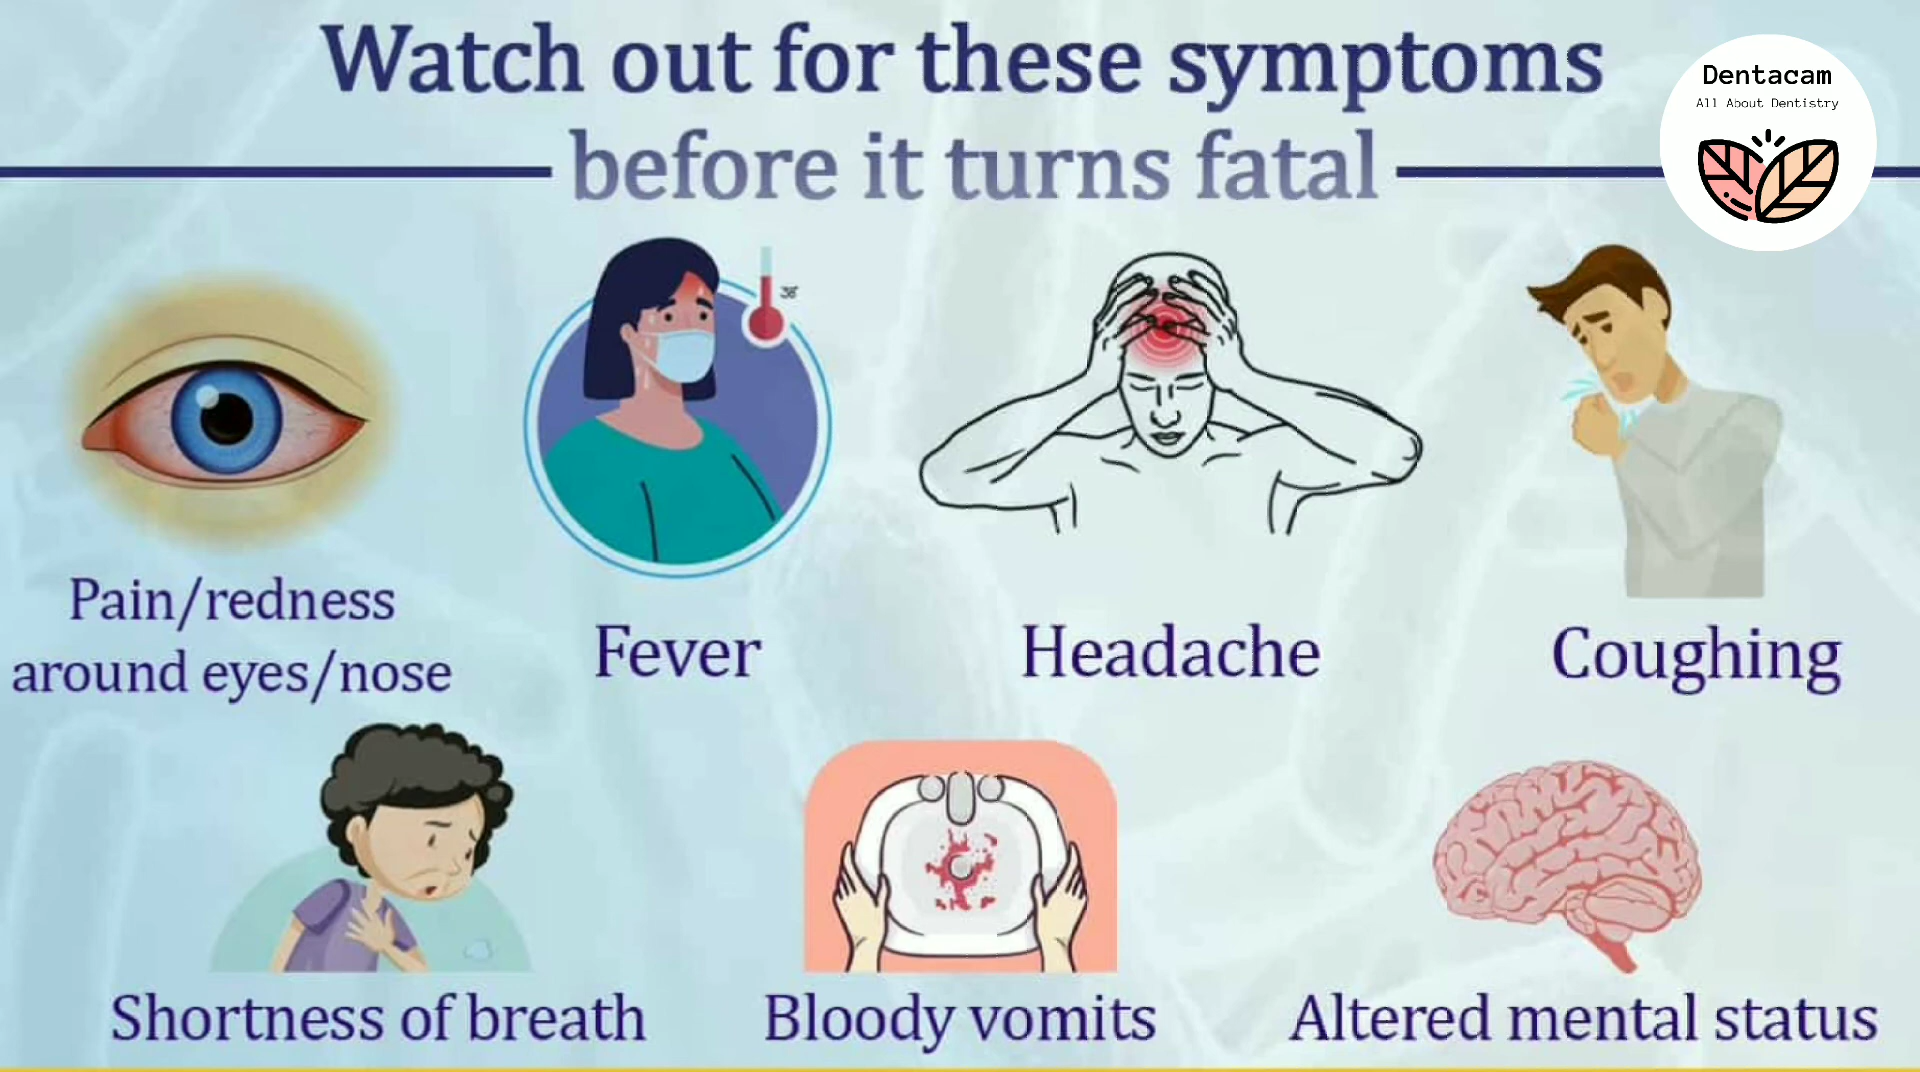 Watch out for these symptoms
before it turns fatal
Dentacam
All About Dentistry
38°
Pain/redness
around eyes/nose
Fever
Headache
Coughing
Shortness of breath
Bloody vomits
Altered mental status